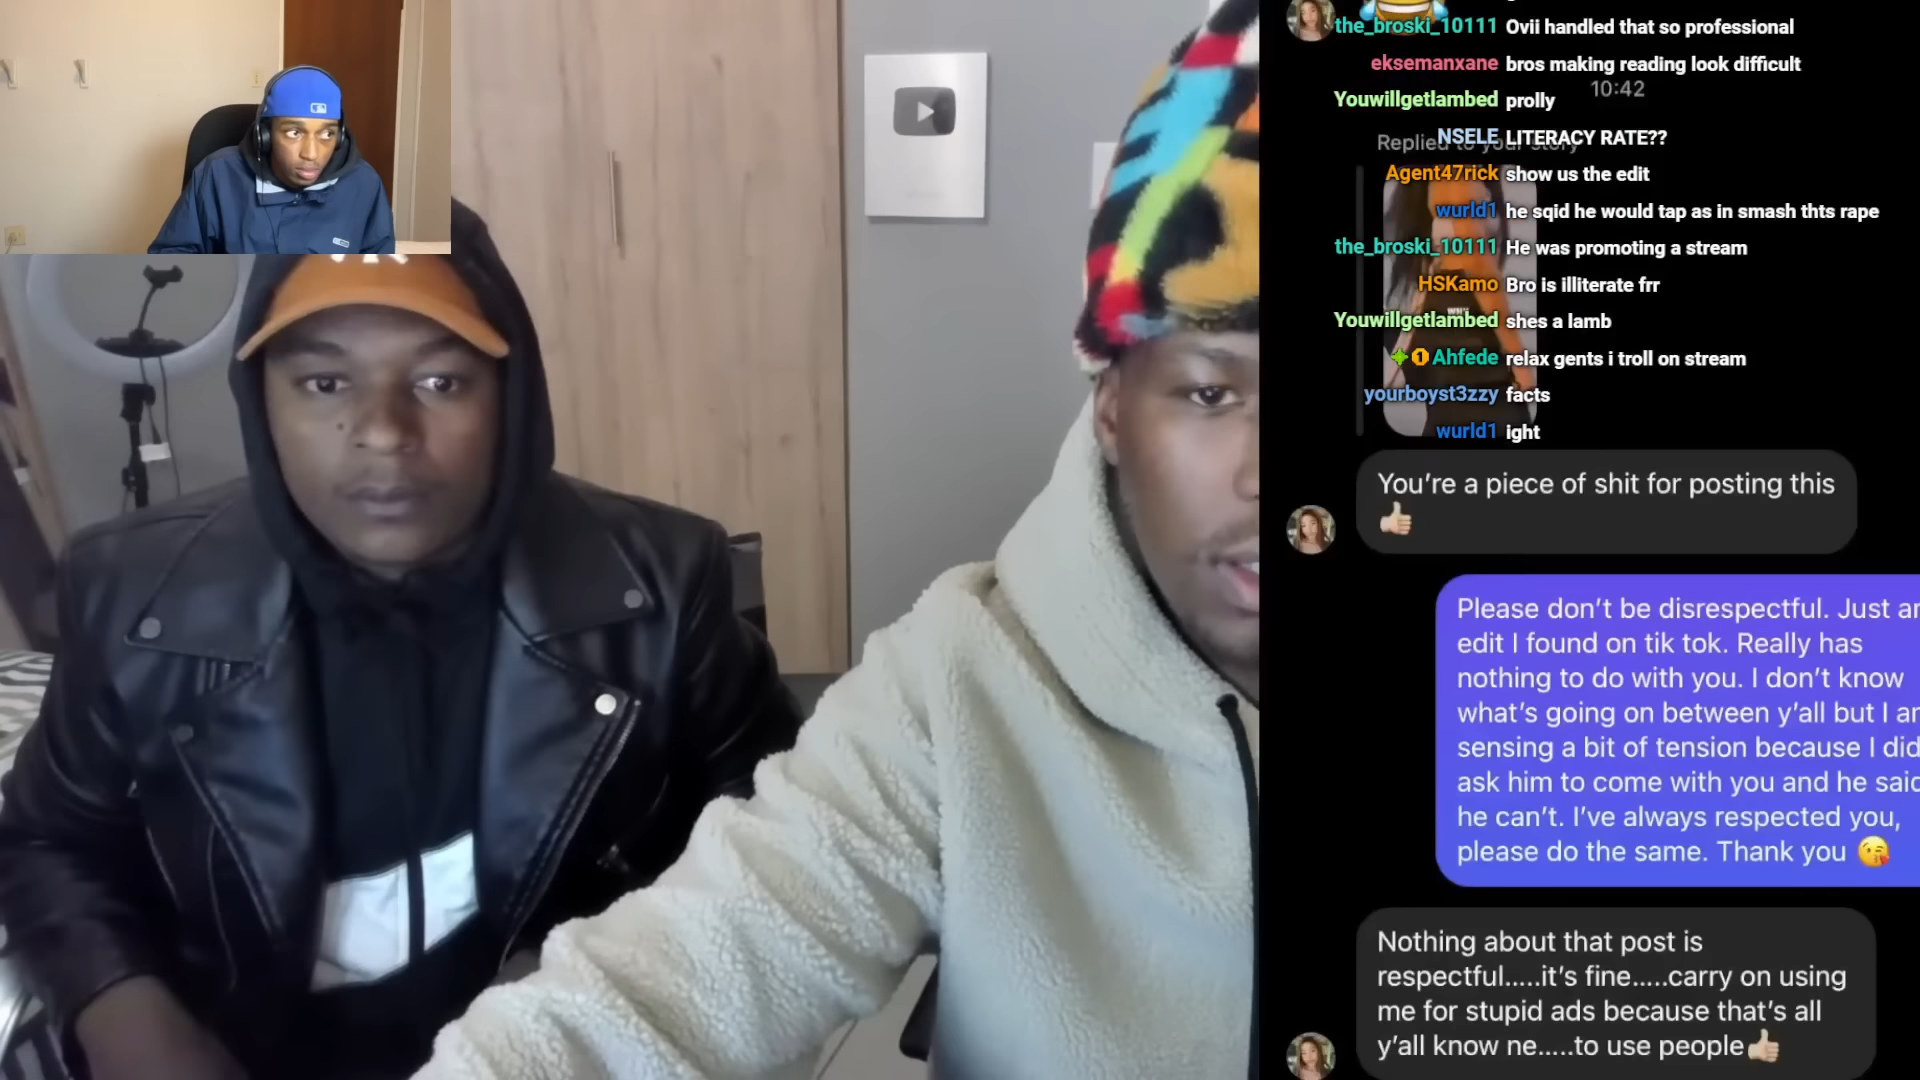 the_broski_10111 Ovii handled that so professional
eksemanxane bros making reading look difficult
10:42
Youwillgetlambed prolly
Replied to your story
NSELE LITERACY RATE??
Agent47rick show us the edit
wurld1 he sqid he would tap as in smash thts rape
the_broski_10111 He was promoting a stream
HSKamo Bro is illiterate frr
Youwillgetlambed shes a lamb
1 Ahfede relax gents i troll on stream
yourboyst3zzy facts
wurld1 ight
You’re a piece of shit for posting this
👍🏼
Please don’t be disrespectful. Just an
edit I found on tik tok. Really has
nothing to do with you. I don’t know
what’s going on between y’all but I am
sensing a bit of tension because I did
ask him to come with you and he said
he can’t. I’ve always respected you,
please do the same. Thank you 😘
Nothing about that post is
respectful.....it’s fine.....carry on using
me for stupid ads because that’s all
y’all know ne.....to use people👍🏼